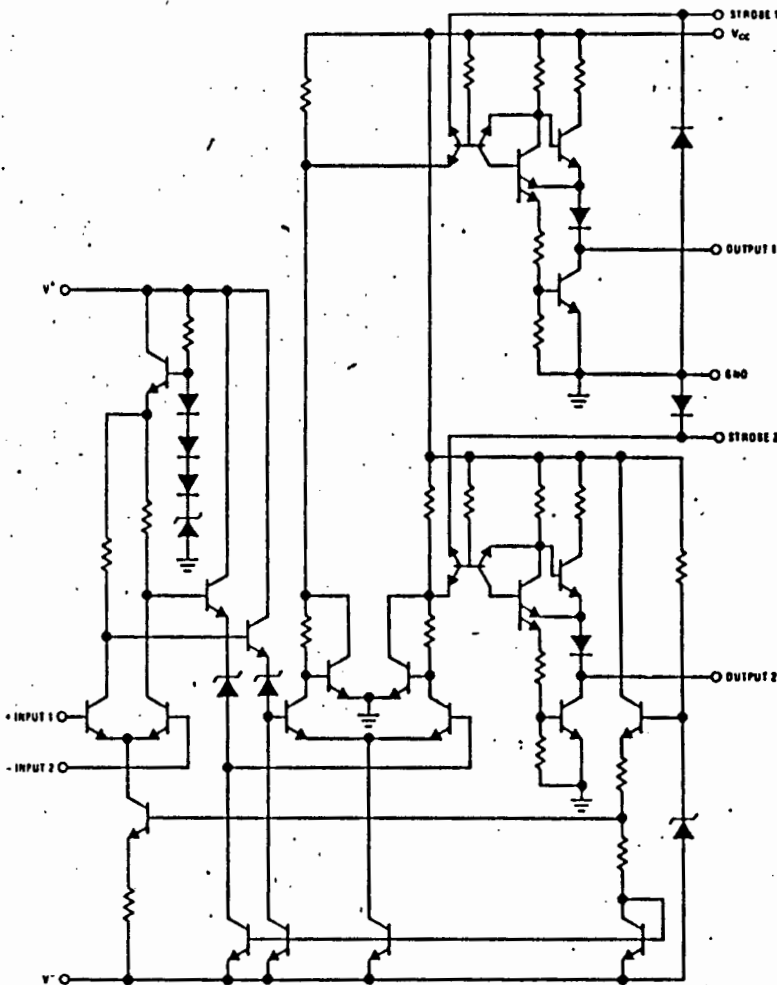 STROBE 1
VCC
OUTPUT 1
V+
GND
STROBE 2
OUTPUT 2
+ INPUT 1
- INPUT 2
V-